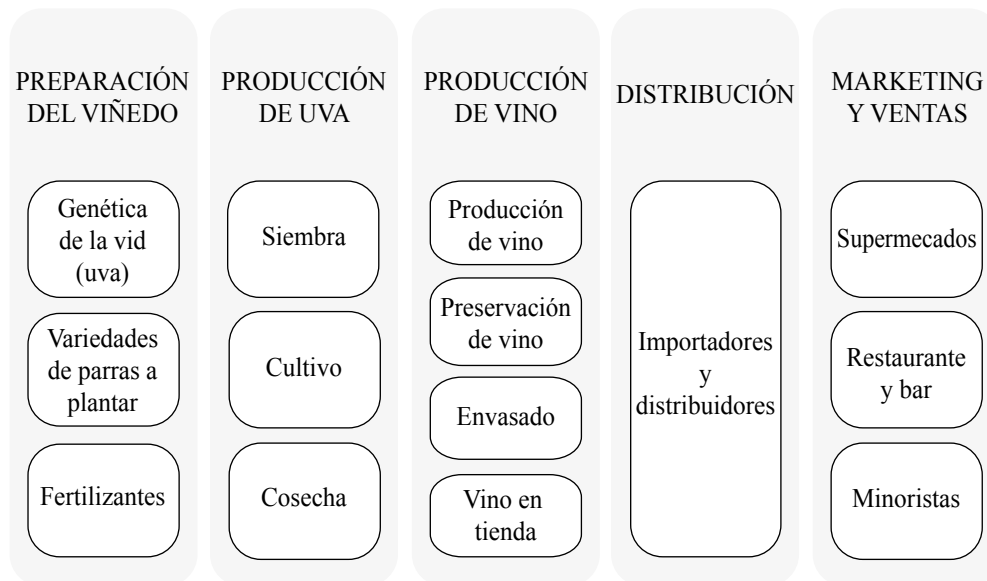 PREPARACIÓN
DEL VIÑEDO
Genética
de la vid
(uva)
Variedades
de parras a
plantar
Fertilizantes
PRODUCCIÓN
DE UVA
Siembra
Cultivo
Cosecha
PRODUCCIÓN
DE VINO
Producción
de vino
Preservación
de vino
Envasado
Vino en
tienda
DISTRIBUCIÓN
Importadores
y
distribuidores
MARKETING
Y VENTAS
Supermecados
Restaurante
y bar
Minoristas